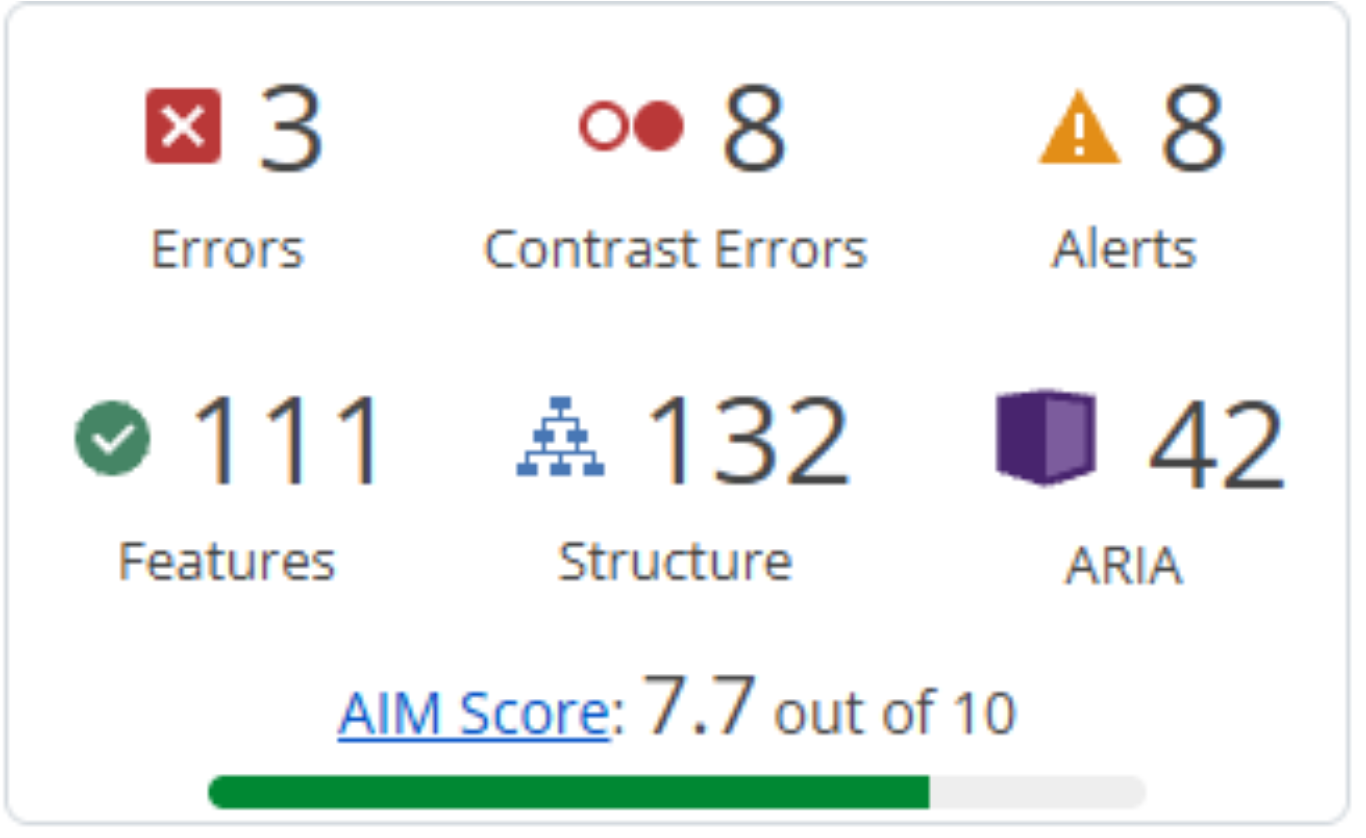 3 8 8
Errors Contrast Errors Alerts
111 132 42
Features Structure ARIA
AIM Score: 7.7 out of 10